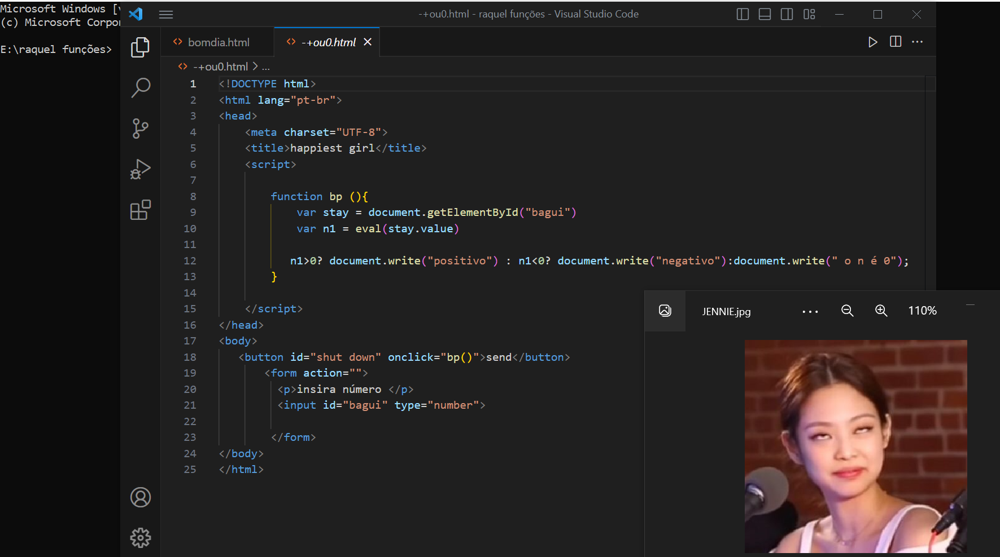 Microsoft Windows [v
(c) Microsoft Corpor
E:\raquel funções>
-+ou0.html - raquel funções - Visual Studio Code
bomdia.html
-+ou0.html
-+ou0.html > ...
1 <!DOCTYPE html>
2 <html lang="pt-br">
3 <head>
4 <meta charset="UTF-8">
5 <title>happiest girl</title>
6 <script>
7
8 function bp (){
9 var stay = document.getElementById("bagui")
10 var n1 = eval(stay.value)
11
12 n1>0? document.write("positivo") : n1<0? document.write("negativo"):document.write(" o n é 0");
13 }
14
15 </script>
16 </head>
17 <body>
18 <button id="shut down" onclick="bp()">send</button>
19 <form action="">
20 <p>insira número </p>
21 <input id="bagui" type="number">
22
23 </form>
24 </body>
25 </html>
JENNIE.jpg
110%